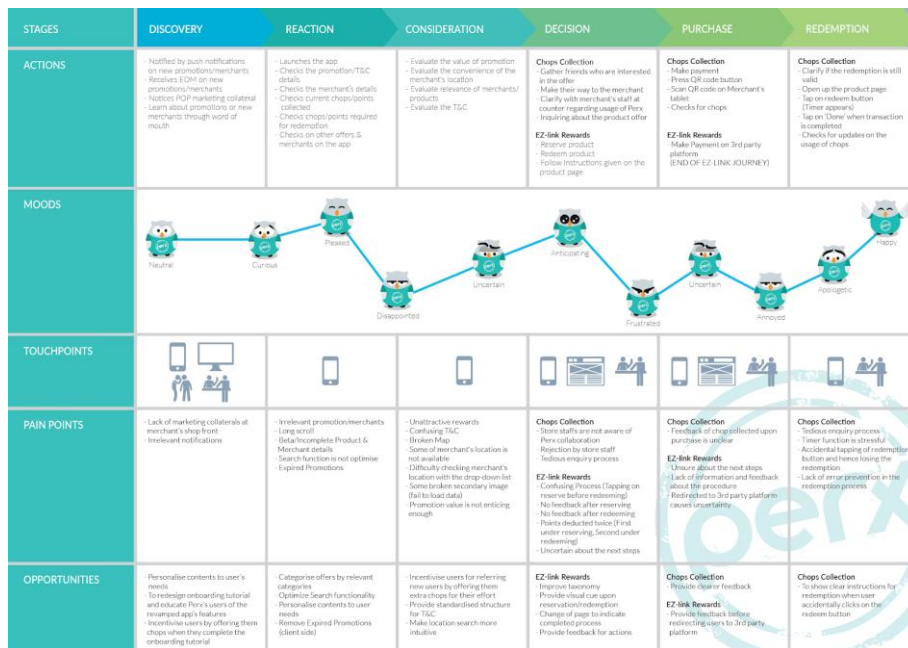 STAGES
DISCOVERY
REACTION
CONSIDERATION
DECISION
PURCHASE
REDEMPTION
ACTIONS
- Notified by push notifications
on new promotions/merchants
- Receives EDM on new
promotions/merchants
- Notices POP marketing collateral
- Learn about promotions or new
merchants through word of
mouth
- Launches the app
- Checks the promotion/T&C
details
- Checks the merchant's details
- Checks current chops/points
collected
- Checks chops/points required
for redemption
- Checks on other offers &
merchants on the app
- Evaluate the value of promotion
- Evaluate the convenience of the
merchant's location
- Evaluate relevance of merchants/
products
- Evaluate the T&C
Chops Collection
- Gather friends who are interested
in the offer
- Make their way to the merchant
- Clarify with merchant's staff at
counter regarding usage of Perx
- Inquiring about the product offer
EZ-link Rewards
- Reserve product
- Redeem product
- Follow Instructions given on the
product page
Chops Collection
- Make payment
- Press QR code button
- Scan QR code on Merchant's
tablet
- Checks for chops
EZ-link Rewards
- Make Payment on 3rd party
platform
(END OF EZ-LINK JOURNEY)
Chops Collection
- Clarify if the redemption is still
valid
- Open up the product page
- Tap on redeem button
(Timer appears)
- Tap on 'Done' when transaction
is completed
- Checks for updates on the
usage of chops
MOODS
Neutral
Curious
Pleased
Disappointed
Uncertain
Anticipating
Frustrated
Uncertain
Annoyed
Apologetic
Happy
TOUCHPOINTS
PAIN POINTS
- Lack of marketing collaterals at
merchant's shop front
- Irrelevant notifications
- Irrelevant promotion/merchants
- Long scroll
- Beta/Incomplete Product &
Merchant details
- Search function is not optimise
- Expired Promotions
- Unattractive rewards
- Confusing T&C
- Broken Map
- Some of merchant's location is
not available
- Difficulty checking merchant's
location with the drop-down list
- Some broken secondary image
(fail to load data)
- Promotion value is not enticing
enough
Chops Collection
- Store staffs are not aware of
Perx collaboration
- Rejection by store staff
- Tedious enquiry process
EZ-link Rewards
- Confusing Process (Tapping on
reserve before redeeming)
- No feedback after reserving
- No feedback after redeeming
- Points deducted twice (First
under reserving, Second under
redeeming)
- Uncertain about the next steps
Chops Collection
- Feedback of chop collected upon
purchase is unclear
EZ-link Rewards
- Unsure about the next steps
- Lack of information and feedback
about the procedure
- Redirected to 3rd party platform
causes uncertainty
Chops Collection
- Tedious enquiry process
- Timer function is stressful
- Accidental tapping of redemption
button and hence losing the
redemption
- Lack of error prevention in the
redemption process
perx
OPPORTUNITIES
- Personalise contents to user's
needs
- To redesign onboarding tutorial
and educate Perx's users of the
revamped app's features
- Incentivise users by offering them
chops when they complete the
onboarding tutorial
- Categorise offers by relevant
categories
- Optimize Search functionality
- Personalise contents to user
needs
- Remove Expired Promotions
(client side)
- Incentivise users for referring
new users by offering them
extra chops for their effort
- Provide standardised structure
for T&C
- Make location search more
intuitive
EZ-link Rewards
- Improve taxonomy
- Provide visual cue upon
reservation/redemption
- Change of page to indicate
completed process
- Provide feedback for actions
Chops Collection
- Provide clearer feedback
EZ-link Rewards
- Provide feedback before
redirecting users to 3rd party
platform
Chops Collection
- To show clear instructions for
redemption when user
accidentally clicks on the
redeem button